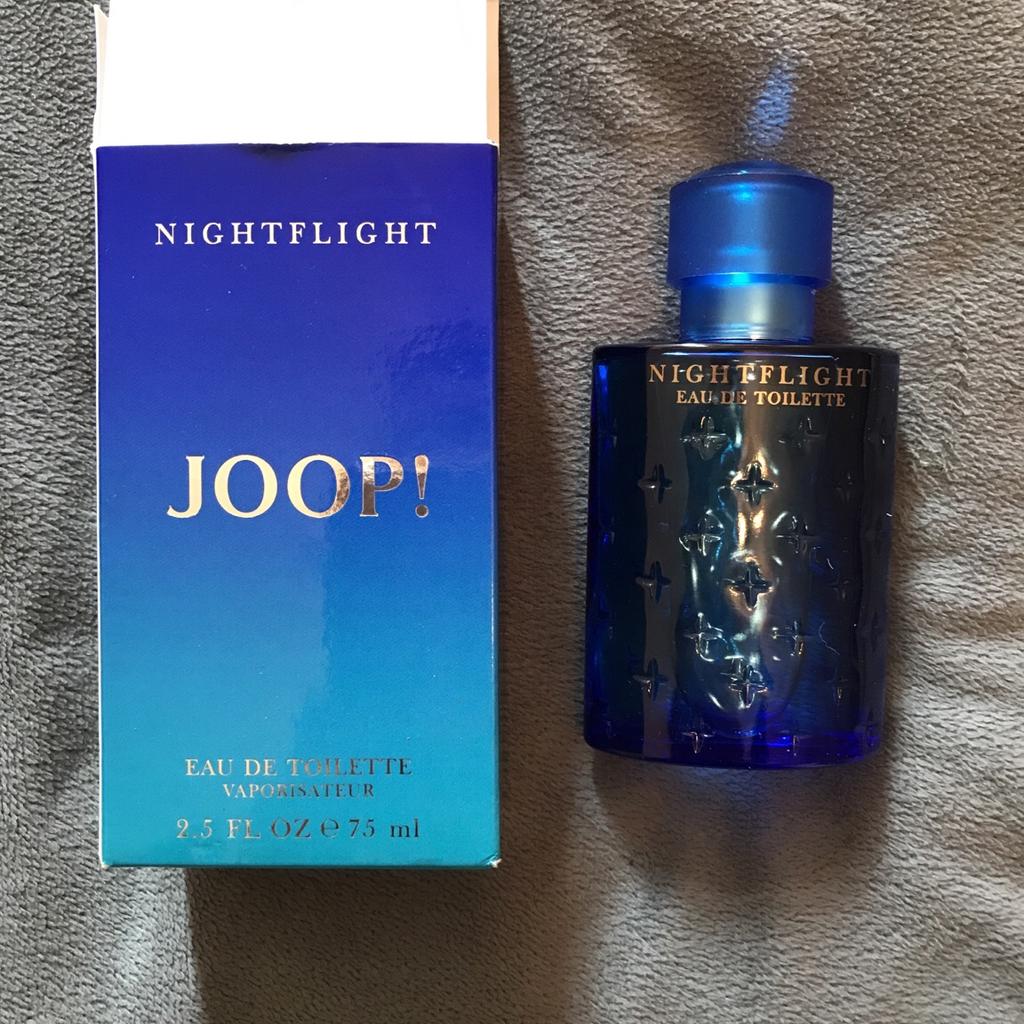 NIGHTFLIGHT
JOOP!
EAU DE TOILETTE
VAPORISATEUR
2.5 FL OZ ℮ 75 ml
NIGHTFLIGHT
EAU DE TOILETTE